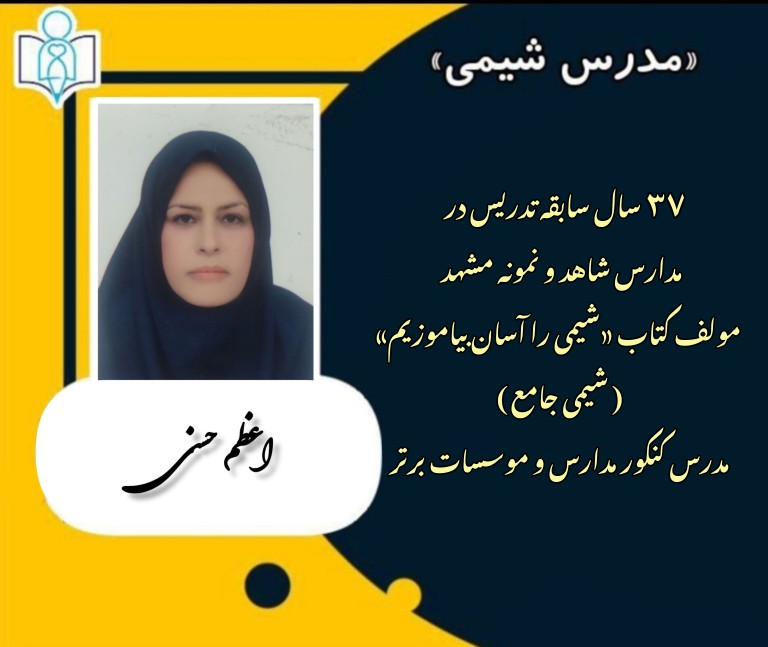 «مدرس شیمی»
۳۷ سال سابقه تدریس در
مدارس شاهد و نمونه مشهد
مولف کتاب «شیمی را آسان بیاموزیم»
(شیمی جامع)
مدرس کنکور مدارس و موسسات برتر
اعظم حسنی